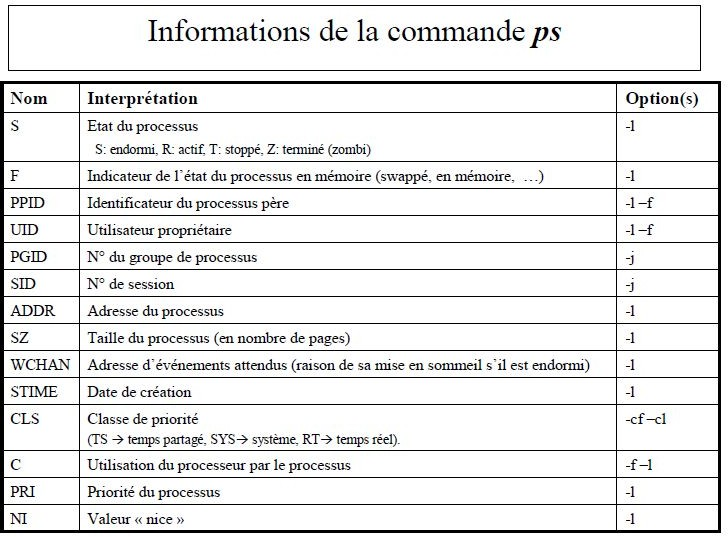 Informations de la commande ps
Nom Interprétation Option(s)
S Etat du processus -l
S: endormi, R: actif, T: stoppé, Z: terminé (zombi)
F Indicateur de l'état du processus en mémoire (swappé, en mémoire, …) -l
PPID Identificateur du processus père -l –f
UID Utilisateur propriétaire -l –f
PGID N° du groupe de processus -j
SID N° de session -j
ADDR Adresse du processus -l
SZ Taille du processus (en nombre de pages) -l
WCHAN Adresse d'événements attendus (raison de sa mise en sommeil s'il est endormi) -l
STIME Date de création -l
CLS Classe de priorité -cf –cl
(TS → temps partagé, SYS→ système, RT→ temps réel).
C Utilisation du processeur par le processus -f –l
PRI Priorité du processus -l
NI Valeur « nice » -l